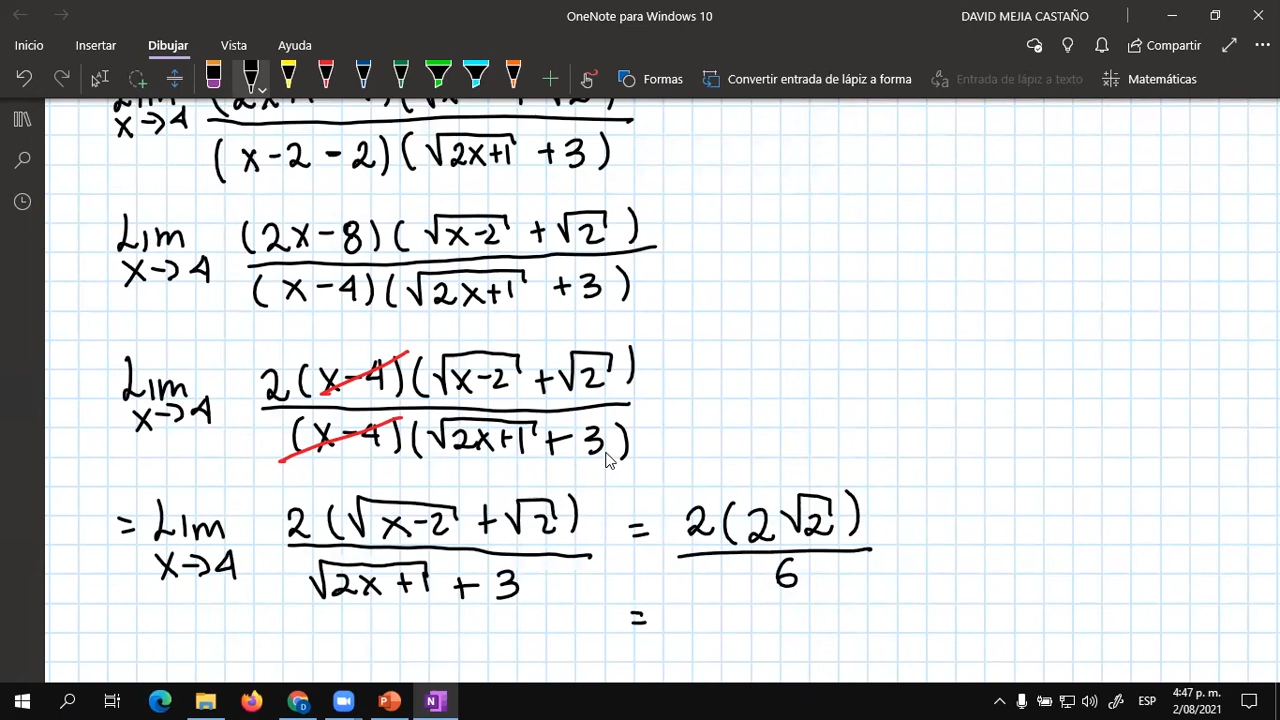 OneNote para Windows 10
DAVID MEJIA CASTAÑO
Inicio Insertar Dibujar Vista Ayuda
Compartir
Formas
Convertir entrada de lápiz a forma
Entrada de lápiz a texto
Matemáticas
Lim x→4
(x-2-2)(√(2x+1) +3)
Lim x→4 (2x-8)(√(x-2) + √2)
(x-4)(√(2x+1) +3)
Lim x→4 2(x-4)(√(x-2) + √2)
(x-4)(√(2x+1) + 3)
= Lim x→4 2(√(x-2) + √2) = 2(2√2)
√(2x+1) + 3 6
=
ESP
4:47 p. m.
2/08/2021